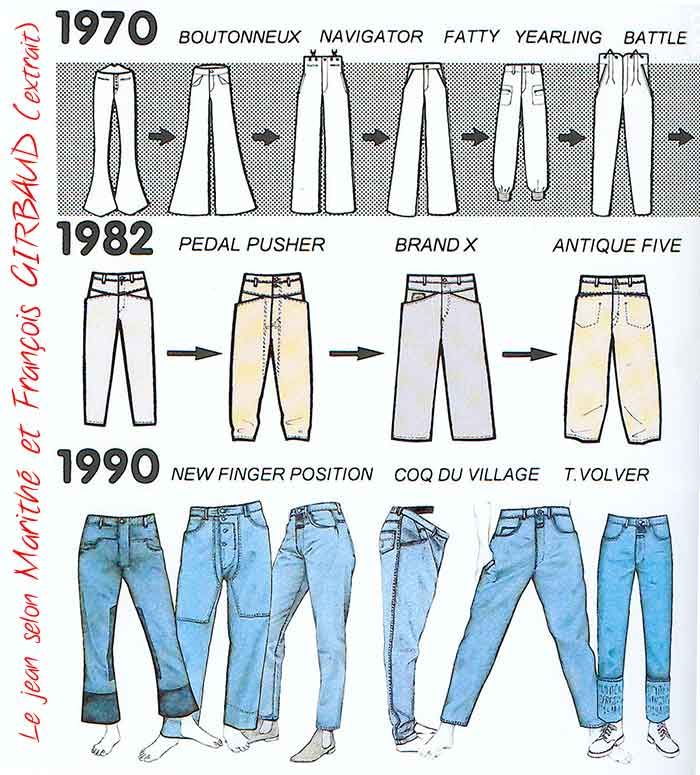 Le jean selon Marithé et François GIRBAUD (extrait)
1970
BOUTONNEUX NAVIGATOR FATTY YEARLING BATTLE
1982
PEDAL PUSHER BRAND X ANTIQUE FIVE
1990
NEW FINGER POSITION COQ DU VILLAGE T.VOLVER